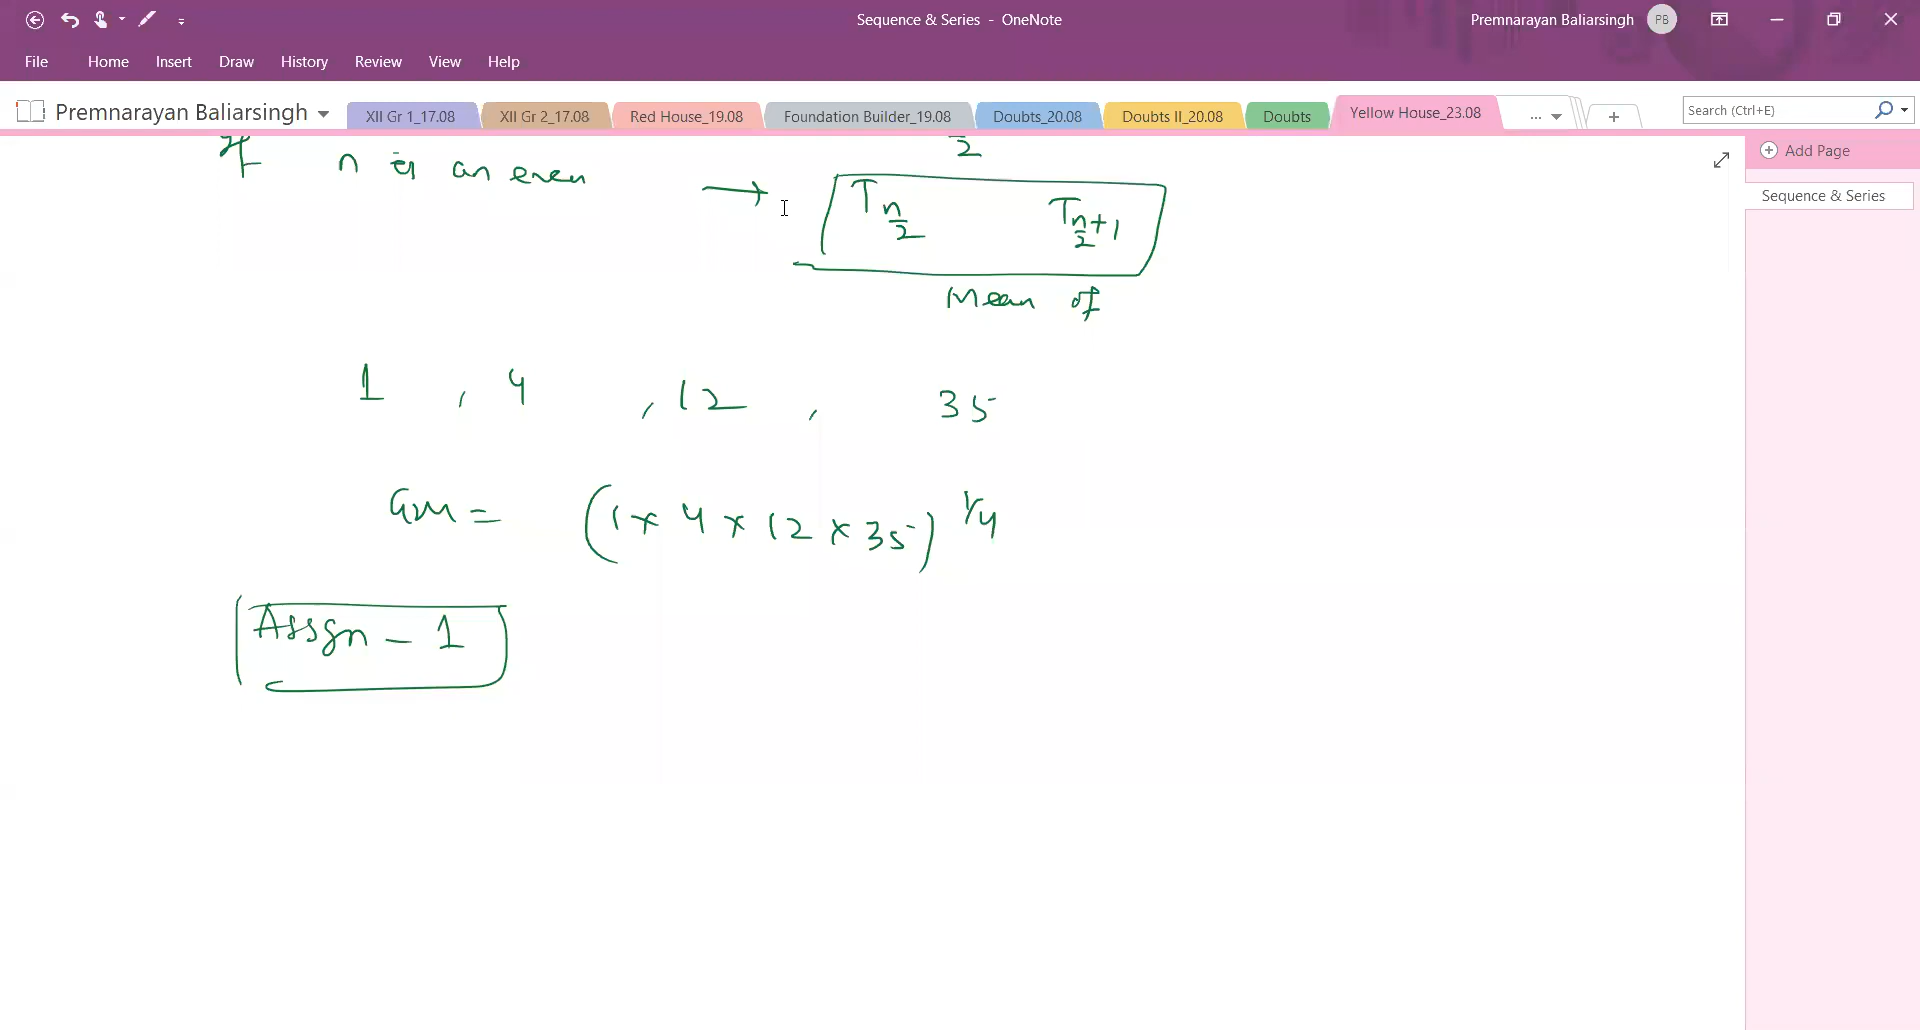 Sequence & Series - OneNote
Premnarayan Baliarsingh PB
File Home Insert Draw History Review View Help
Premnarayan Baliarsingh
XII Gr 1_17.08 XII Gr 2_17.08 Red House_19.08 Foundation Builder_19.08 Doubts_20.08 Doubts II_20.08 Doubts Yellow House_23.08 ...
Search (Ctrl+E)
Add Page
Sequence & Series
2
If n is an even → T n/2 T n/2+1
Mean of
1 , 4 , 12 , 35
GM = (1 x 4 x 12 x 35) 1/4
Assgn - 1